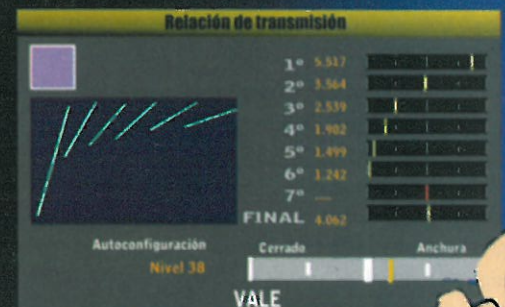 Relación de transmisión
1º 5.517
2º 3.564
3º 2.539
4º 1.902
5º 1.499
6º 1.242
7º ---
FINAL 4.062
Autoconfiguración
Nivel 38
Cerrado Anchura
VALE